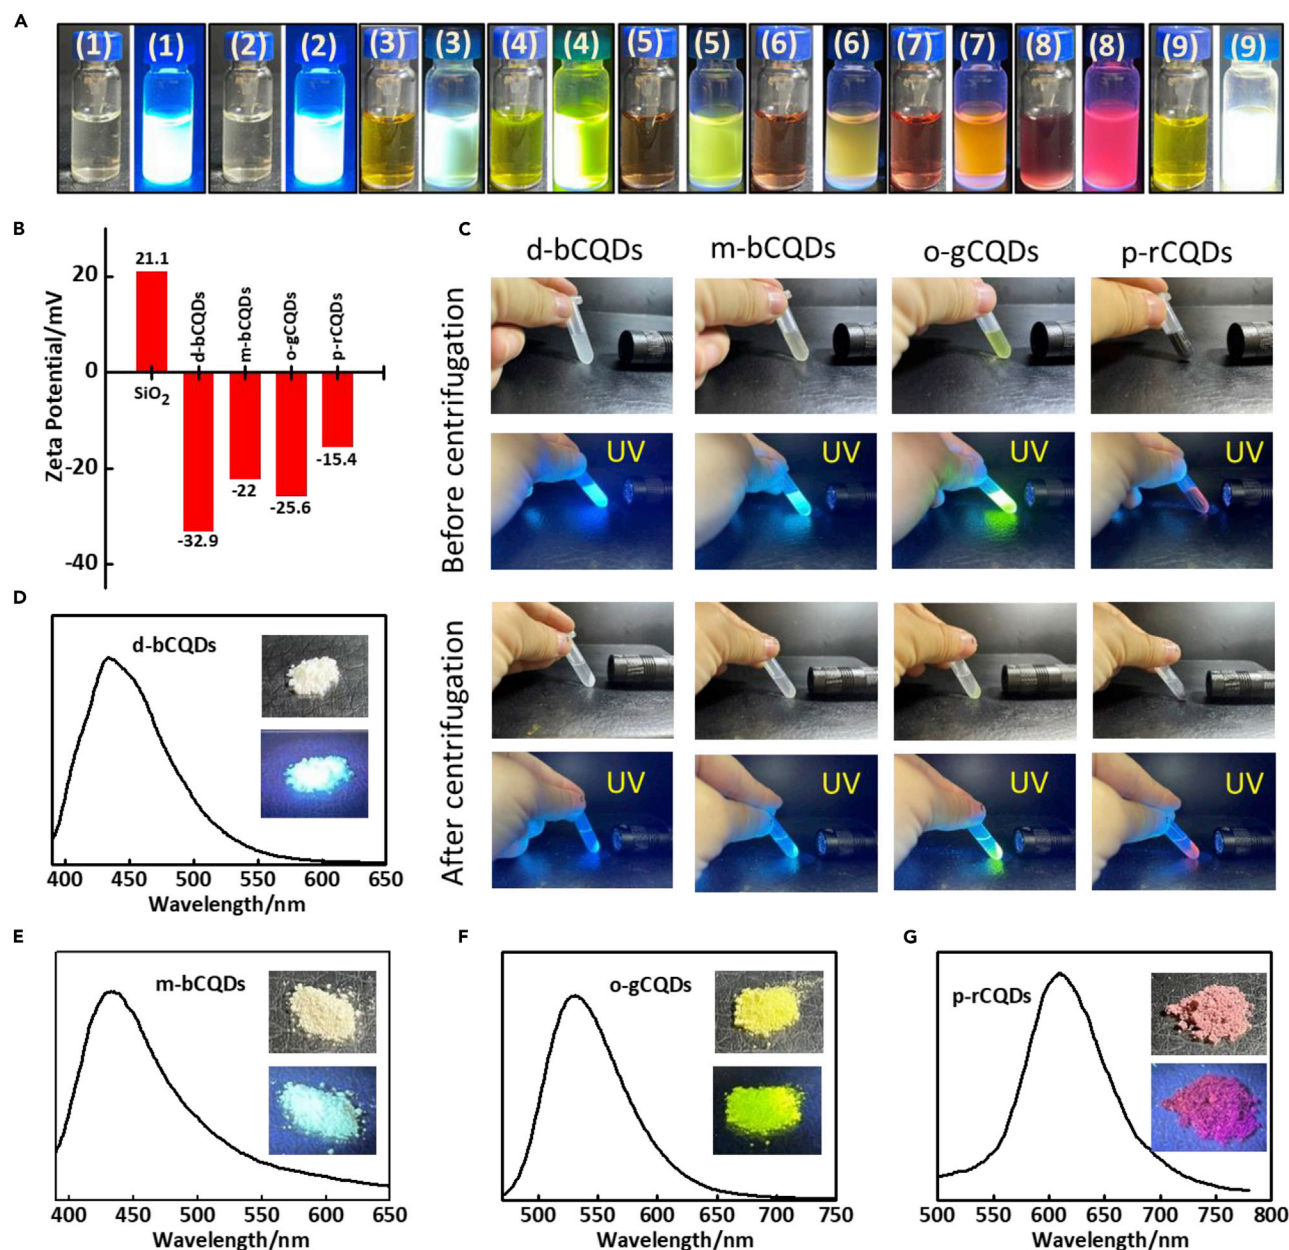 A
(1) (1) (2) (2) (3) (3) (4) (4) (5) (5) (6) (6) (7) (7) (8) (8) (9) (9)
B
Zeta Potential/mV
20
0
-20
-40
21.1
SiO2
d-bCQDs
m-bCQDs
o-gCQDs
p-rCQDs
-32.9
-22
-25.6
-15.4
C
d-bCQDs m-bCQDs o-gCQDs p-rCQDs
Before centrifugation
UV UV UV UV
After centrifugation
UV UV UV UV
D
d-bCQDs
400 450 500 550 600 650
Wavelength/nm
E
m-bCQDs
400 450 500 550 600 650
Wavelength/nm
F
o-gCQDs
500 550 600 650 700 750
Wavelength/nm
G
p-rCQDs
500 550 600 650 700 750 800
Wavelength/nm